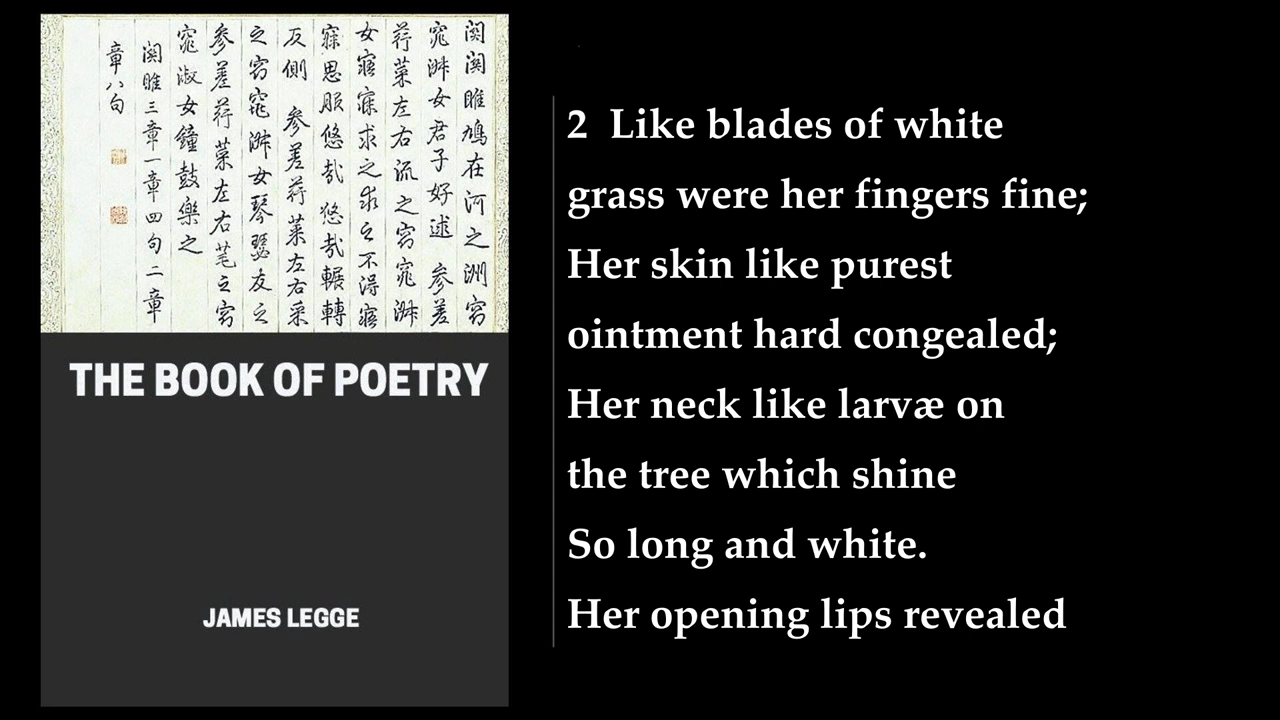 關關雎鳩在河之洲窈
窕淑女君子好逑 參差
荇菜左右流之窈窕淑
女寤寐求之求之不得寤
寐思服悠哉悠哉輾轉
反側 參差荇菜左右采
之窈窕淑女琴瑟友之
參差荇菜左右芼之窈
窕淑女鐘鼓樂之
關雎三章一章四句二章
章八句
THE BOOK OF POETRY
JAMES LEGGE
2 Like blades of white
grass were her fingers fine;
Her skin like purest
ointment hard congealed;
Her neck like larvæ on
the tree which shine
So long and white.
Her opening lips revealed